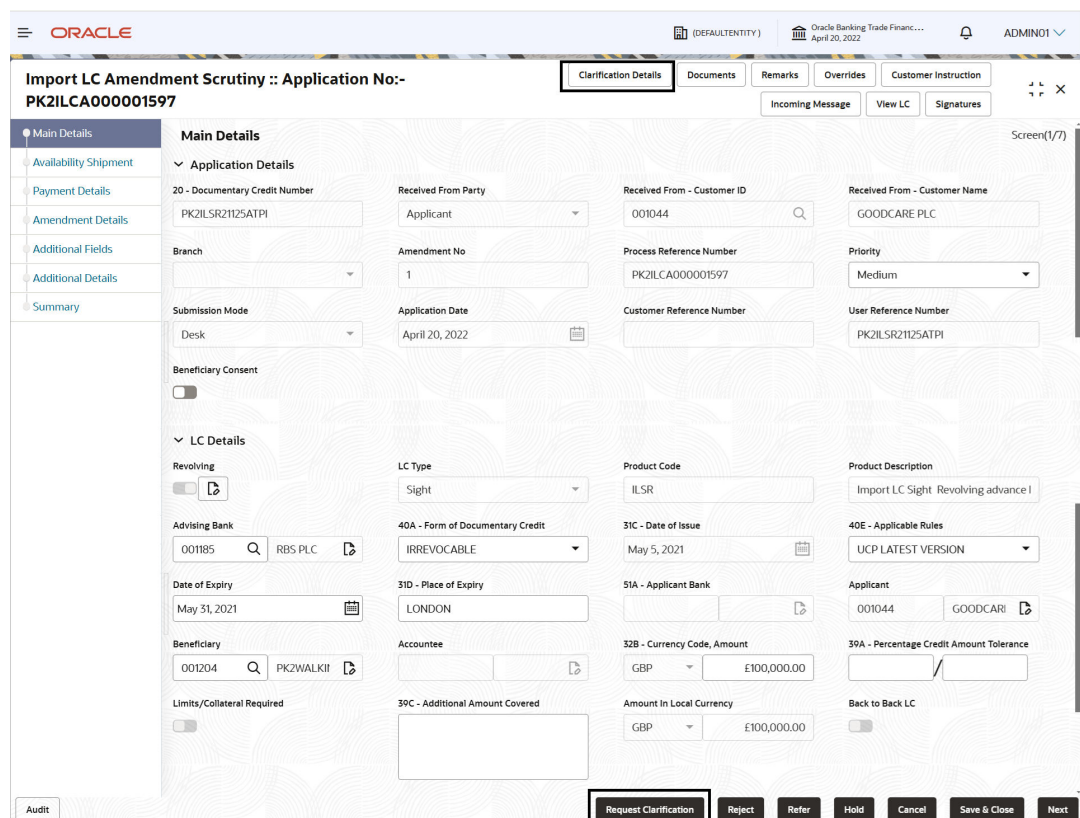 ORACLE
(DEFAULTENTITY)
Oracle Banking Trade Financ...
April 20, 2022
ADMIN01
Import LC Amendment Scrutiny :: Application No:-
PK2ILCA000001597
Clarification Details
Documents
Remarks
Overrides
Customer Instruction
Incoming Message
View LC
Signatures
Main Details
Availability Shipment
Payment Details
Amendment Details
Additional Fields
Additional Details
Summary
Main Details
Screen(1/7)
Application Details
20 - Documentary Credit Number
Received From Party
Received From - Customer ID
Received From - Customer Name
PK2ILSR21125ATPI
Applicant
001044
GOODCARE PLC
Branch
Amendment No
Process Reference Number
Priority
1
PK2ILCA000001597
Medium
Submission Mode
Application Date
Customer Reference Number
User Reference Number
Desk
April 20, 2022
PK2ILSR21125ATPI
Beneficiary Consent
LC Details
Revolving
LC Type
Product Code
Product Description
Sight
ILSR
Import LC Sight Revolving advance I
Advising Bank
40A - Form of Documentary Credit
31C - Date of Issue
40E - Applicable Rules
001185
RBS PLC
IRREVOCABLE
May 5, 2021
UCP LATEST VERSION
Date of Expiry
31D - Place of Expiry
51A - Applicant Bank
Applicant
May 31, 2021
LONDON
001044
GOODCARE
Beneficiary
Accountee
32B - Currency Code, Amount
39A - Percentage Credit Amount Tolerance
001204
PK2WALKIN
GBP
£100,000.00
/
Limits/Collateral Required
39C - Additional Amount Covered
Amount In Local Currency
Back to Back LC
GBP
£100,000.00
Audit
Request Clarification
Reject
Refer
Hold
Cancel
Save & Close
Next